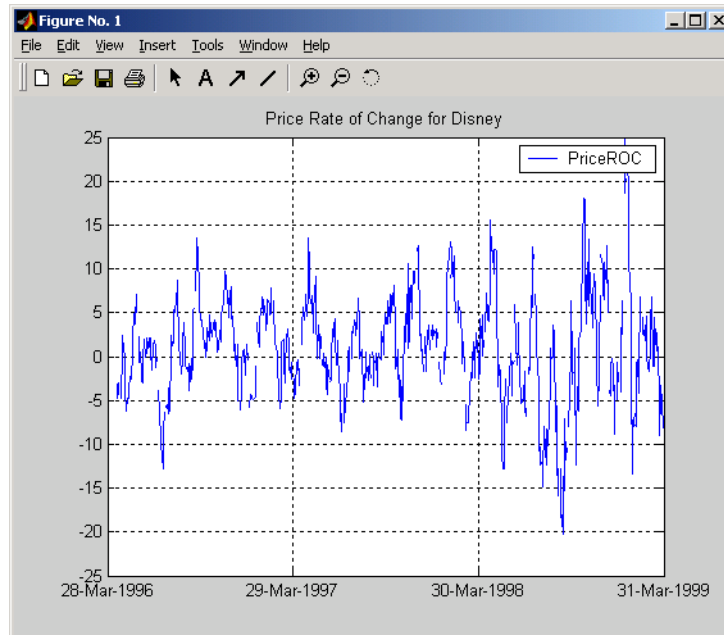 Figure No. 1
File Edit View Insert Tools Window Help
A
Price Rate of Change for Disney
PriceROC
25
20
15
10
5
0
-5
-10
-15
-20
-25
28-Mar-1996 29-Mar-1997 30-Mar-1998 31-Mar-1999